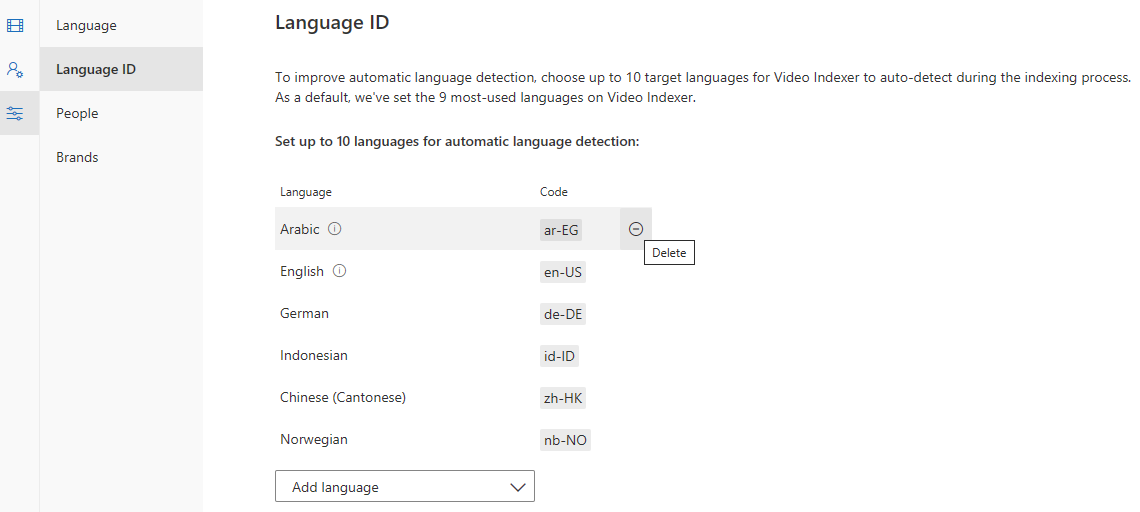 Language
Language ID
People
Brands
Language ID
To improve automatic language detection, choose up to 10 target languages for Video Indexer to auto-detect during the indexing process.
As a default, we've set the 9 most-used languages on Video Indexer.
Set up to 10 languages for automatic language detection:
Language Code
Arabic ar-EG
Delete
English en-US
German de-DE
Indonesian id-ID
Chinese (Cantonese) zh-HK
Norwegian nb-NO
Add language